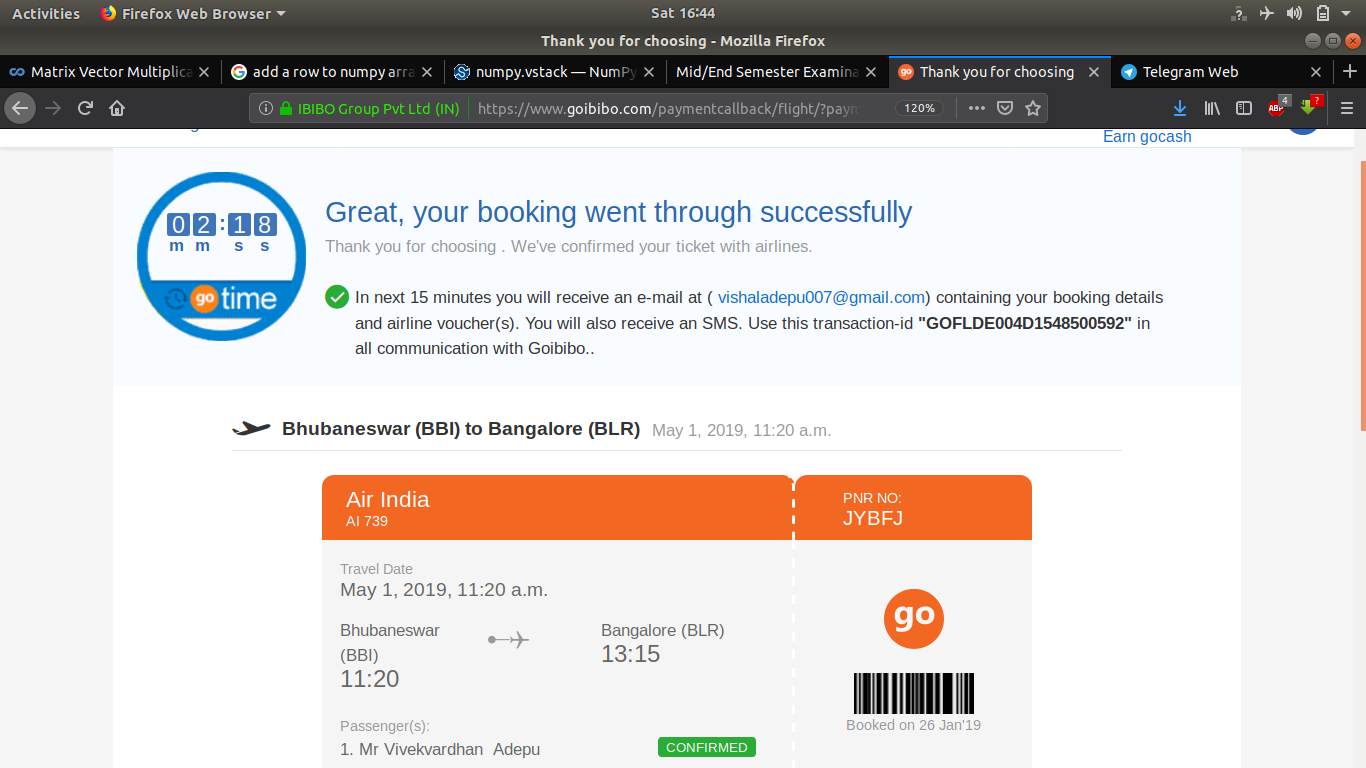 Activities Firefox Web Browser Sat 16:44
Thank you for choosing - Mozilla Firefox
Matrix Vector Multiplica add a row to numpy arra numpy.vstack — NumPy Mid/End Semester Examina go Thank you for choosing Telegram Web
IBIBO Group Pvt Ltd (IN) https://www.goibibo.com/paymentcallback/flight/?paym 120% ABP 4 ?
Earn gocash
02:18
m m s s
go time
Great, your booking went through successfully
Thank you for choosing . We've confirmed your ticket with airlines.
In next 15 minutes you will receive an e-mail at ( vishaladepu007@gmail.com) containing your booking details
and airline voucher(s). You will also receive an SMS. Use this transaction-id "GOFLDE004D1548500592" in
all communication with Goibibo..
Bhubaneswar (BBI) to Bangalore (BLR) May 1, 2019, 11:20 a.m.
Air India
AI 739
PNR NO:
JYBFJ
Travel Date
May 1, 2019, 11:20 a.m.
Bhubaneswar
(BBI)
11:20
Bangalore (BLR)
13:15
go
Booked on 26 Jan'19
Passenger(s):
1. Mr Vivekvardhan Adepu CONFIRMED